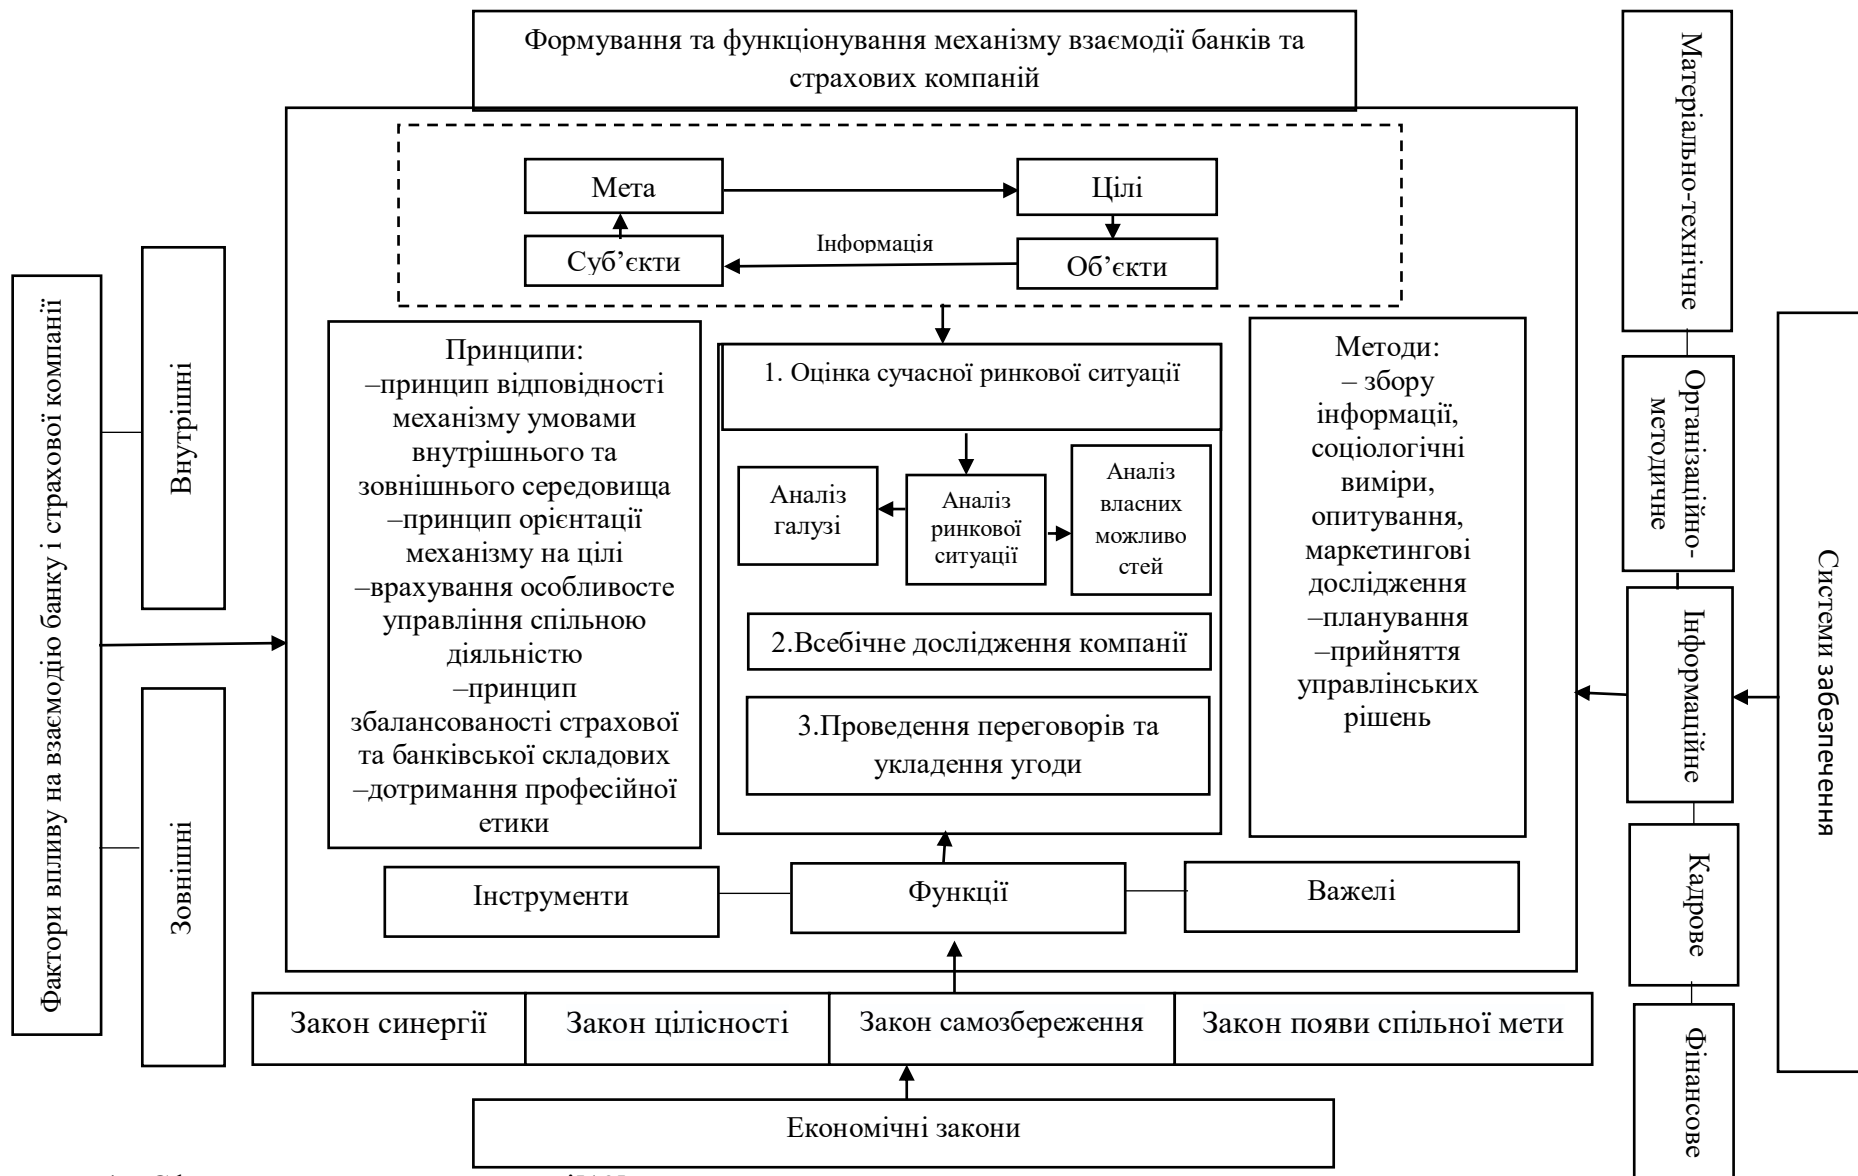 Формування та функціонування механізму взаємодії банків та
страхових компаній
Мета
Цілі
Суб’єкти
Інформація
Об’єкти
Фактори впливу на взаємодію банку і страхової компанії
Внутрішні
Зовнішні
Принципи:
–принцип відповідності
механізму умовами
внутрішнього та
зовнішнього середовища
–принцип орієнтації
механізму на цілі
–врахування особливосте
управління спільною
діяльністю
–принцип
збалансованості страхової
та банківської складових
–дотримання професійної
етики
1. Оцінка сучасної ринкової ситуації
Аналіз
галузі
Аналіз
ринкової
ситуації
Аналіз
власних
можливо
стей
2.Всебічне дослідження компанії
3.Проведення переговорів та
укладення угоди
Методи:
– збору
інформації,
соціологічні
виміри,
опитування,
маркетингові
дослідження
–планування
–прийняття
управлінських
рішень
Інструменти
Функції
Важелі
Закон синергії
Закон цілісності
Закон самозбереження
Закон появи спільної мети
Економічні закони
Матеріально-технічне
Організаційно-
методичне
Інформаційне
Кадрове
Фінансове
Системи забезпечення